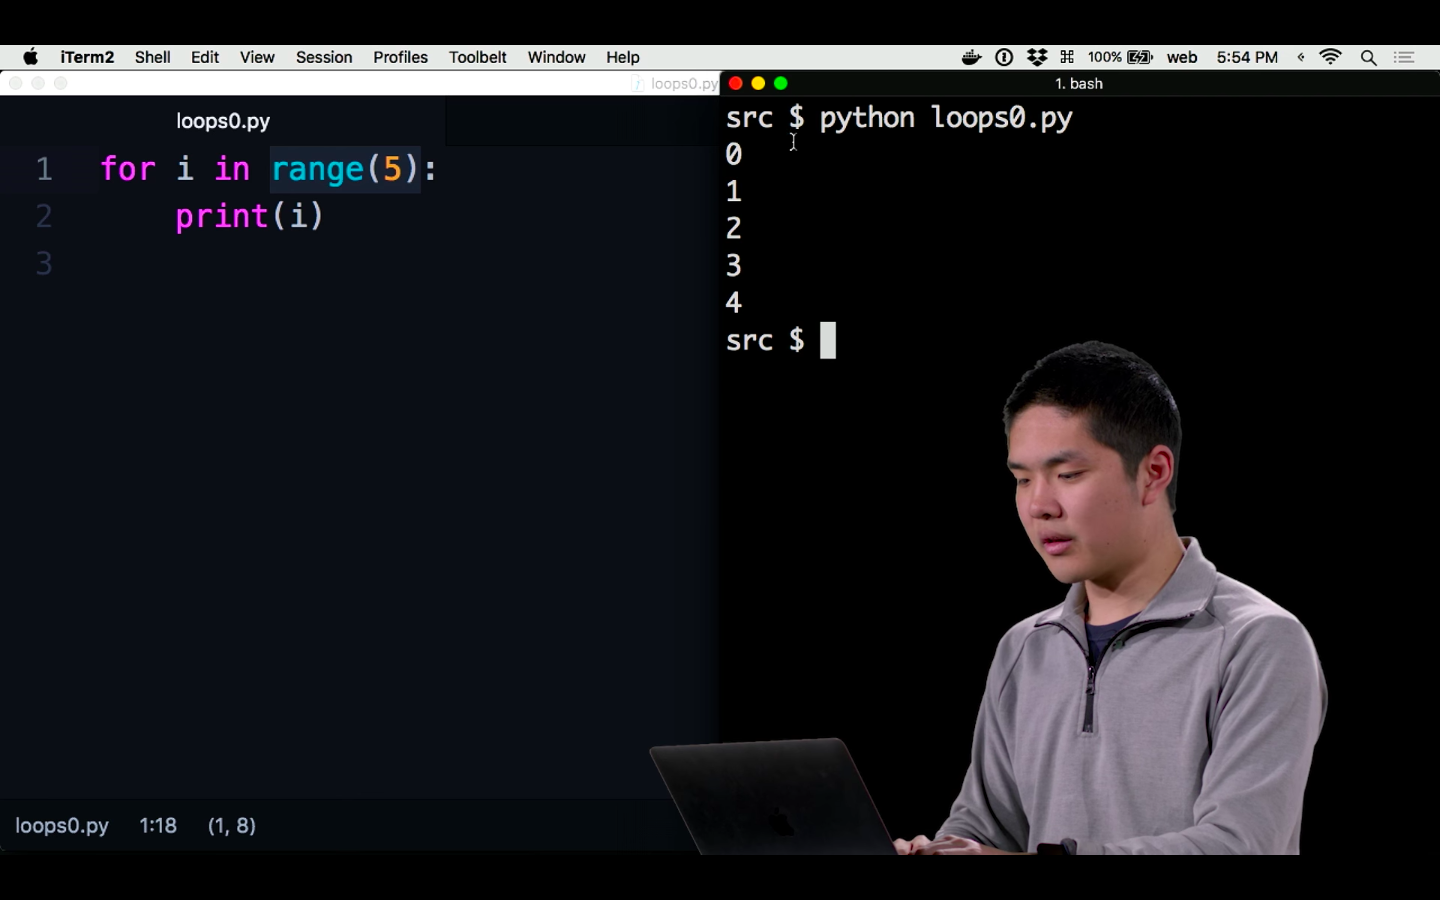 iTerm2 Shell Edit View Session Profiles Toolbelt Window Help 100% web 5:54 PM
loops0.py 1. bash
loops0.py
1 for i in range(5):
2 print(i)
3
src $ python loops0.py
0
1
2
3
4
src $
loops0.py 1:18 (1, 8)